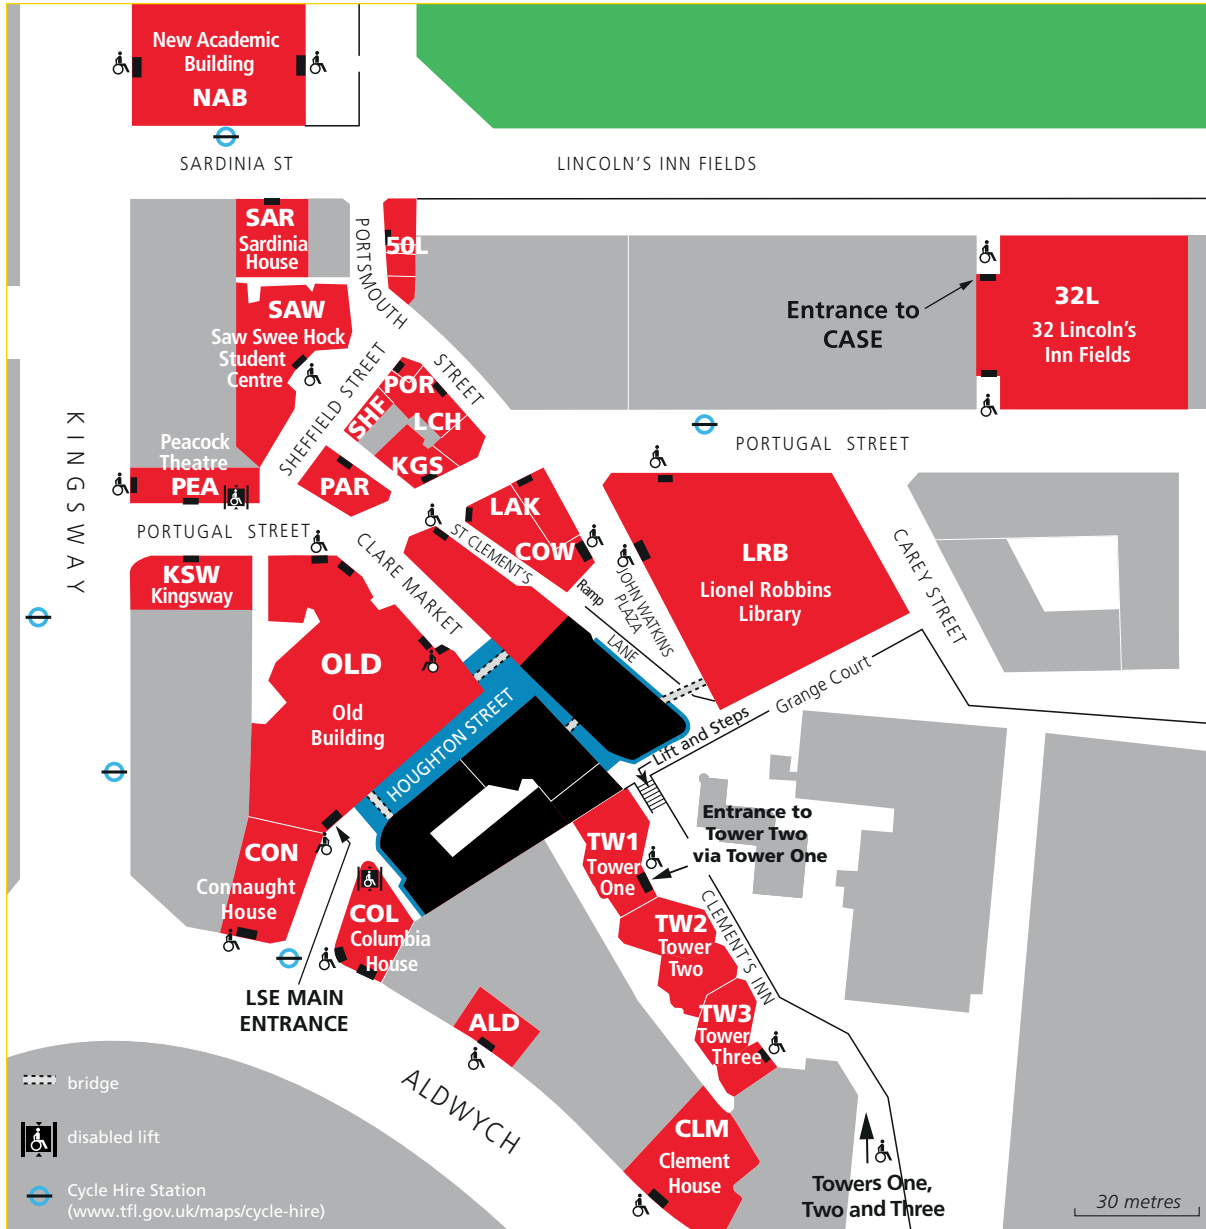 New Academic
Building
NAB
SARDINIA ST
LINCOLN'S INN FIELDS
SAR
Sardinia
House
PORTSMOUTH
STREET
50L
Entrance to
CASE
32L
32 Lincoln's
Inn Fields
SAW
Saw Swee Hock
Student
Centre
SHEFFIELD STREET
POR
SHF
LCH
KGS
PORTUGAL STREET
KINGSWAY
Peacock
Theatre
PEA
PAR
LAK
COW
PORTUGAL STREET
CLARE MARKET
ST CLEMENT'S
LANE
Ramp
JOHN WATKINS
PLAZA
LRB
Lionel Robbins
Library
CAREY STREET
KSW
Kingsway
OLD
Old
Building
HOUGHTON STREET
Grange Court
Lift and Steps
Entrance to
Tower Two
via Tower One
TW1
Tower
One
CON
Connaught
House
COL
Columbia
House
TW2
Tower
Two
CLEMENT'S INN
LSE MAIN
ENTRANCE
ALD
TW3
Tower
Three
ALDWYCH
CLM
Clement
House
Towers One,
Two and Three
bridge
disabled lift
Cycle Hire Station
(www.tfl.gov.uk/maps/cycle-hire)
30 metres